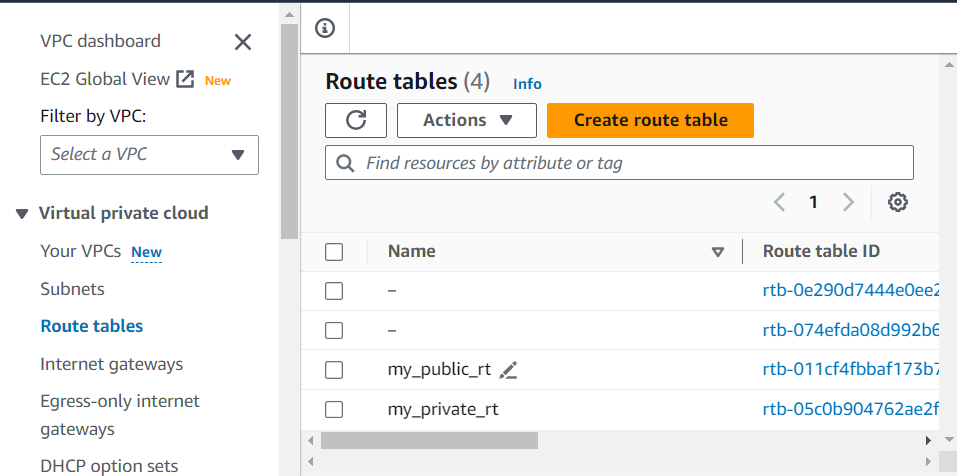 VPC dashboard
EC2 Global View New
Filter by VPC:
Select a VPC
Virtual private cloud
Your VPCs New
Subnets
Route tables
Internet gateways
Egress-only internet
gateways
DHCP option sets
Route tables (4) Info
Actions
Create route table
Find resources by attribute or tag
1
Name Route table ID
– rtb-0e290d7444e0ee2
– rtb-074efda08d992b6
my_public_rt rtb-011cf4fbbaf173b7
my_private_rt rtb-05c0b904762ae2f